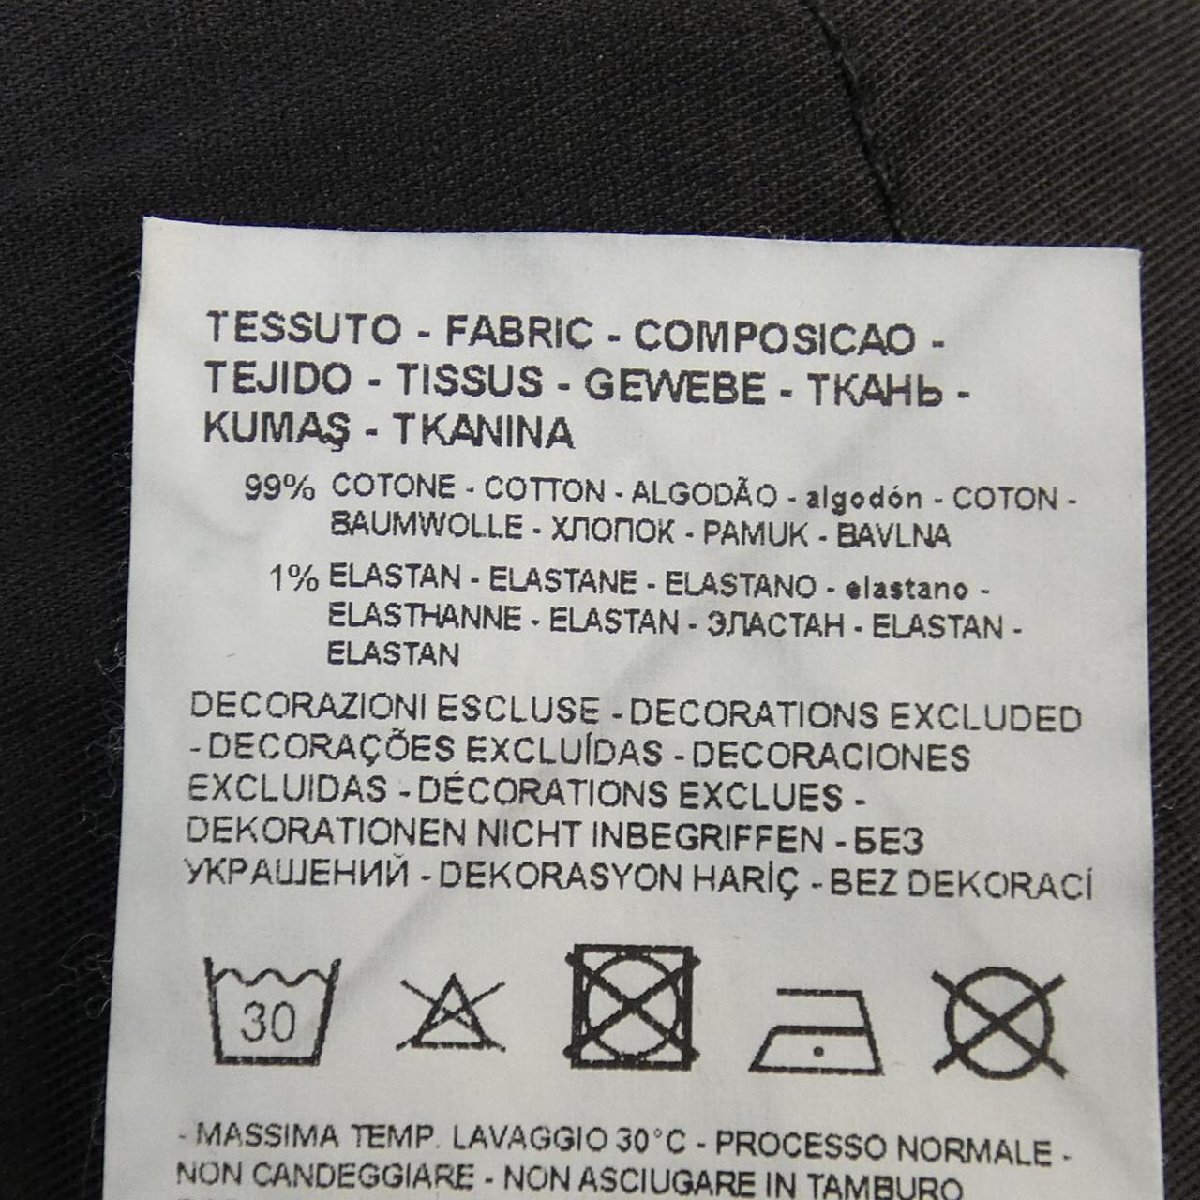 TESSUTO - FABRIC - COMPOSICAO -
TEJIDO - TISSUS - GEWEBE - ТКАНЬ -
KUMAŞ - TKANINA
99% COTONE - COTTON - ALGODÃO - algodón - COTON -
BAUMWOLLE - ХЛОПОК - PAMUK - BAVLNA
1% ELASTAN - ELASTANE - ELASTANO - elastano -
ELASTHANNE - ELASTAN - ЭЛАСТАН - ELASTAN -
ELASTAN
DECORAZIONI ESCLUSE - DECORATIONS EXCLUDED
- DECORAÇÕES EXCLUÍDAS - DECORACIONES
EXCLUIDAS - DÉCORATIONS EXCLUES -
DEKORATIONEN NICHT INBEGRIFFEN - БЕЗ
УКРАШЕНИЙ - DEKORASYON HARİÇ - BEZ DEKORACÍ
30
- MASSIMA TEMP. LAVAGGIO 30°C - PROCESSO NORMALE -
NON CANDEGGIARE - NON ASCIUGARE IN TAMBURO